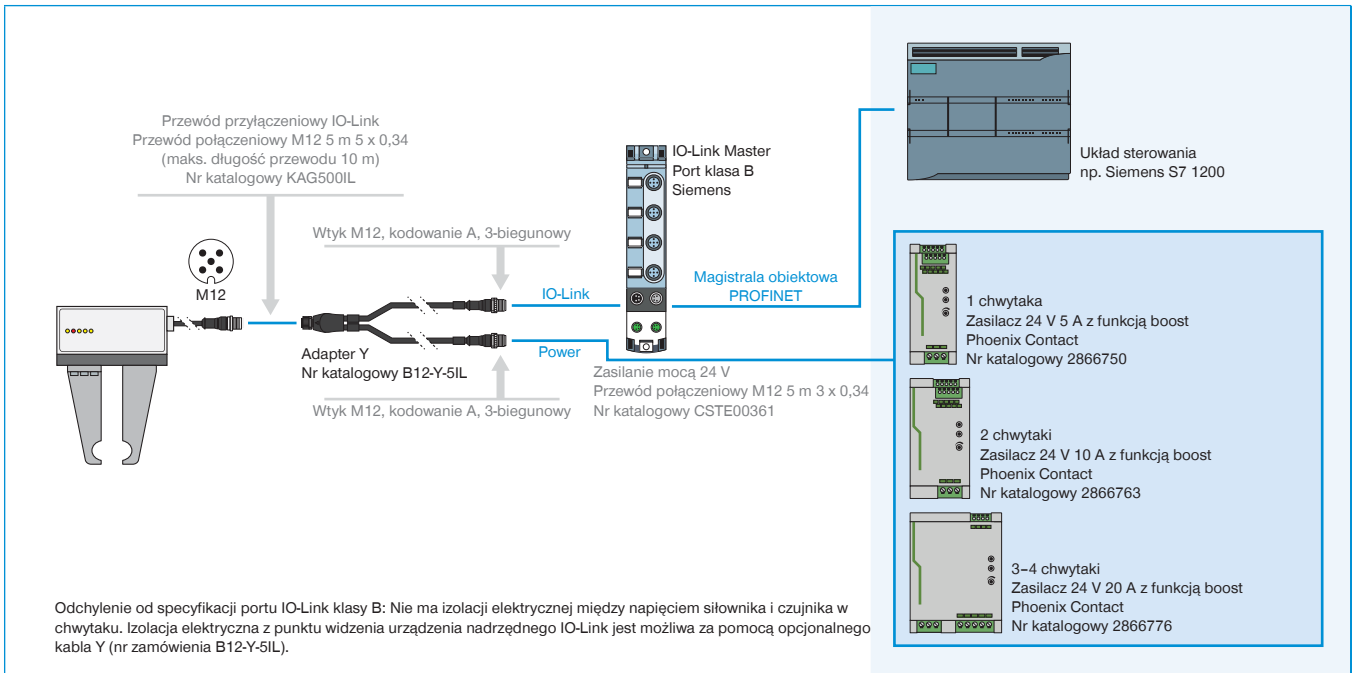 Przewód przyłączeniowy IO-Link
Przewód połączeniowy M12 5 m 5 x 0,34
(maks. długość przewodu 10 m)
Nr katalogowy KAG500IL
M12
Wtyk M12, kodowanie A, 3-biegunowy
IO-Link
Adapter Y
Nr katalogowy B12-Y-5IL
Power
Wtyk M12, kodowanie A, 3-biegunowy
IO-Link Master
Port klasa B
Siemens
Magistrala obiektowa
PROFINET
Zasilanie mocą 24 V
Przewód połączeniowy M12 5 m 3 x 0,34
Nr katalogowy CSTE00361
Układ sterowania
np. Siemens S7 1200
1 chwytaka
Zasilacz 24 V 5 A z funkcją boost
Phoenix Contact
Nr katalogowy 2866750
2 chwytaki
Zasilacz 24 V 10 A z funkcją boost
Phoenix Contact
Nr katalogowy 2866763
3–4 chwytaki
Zasilacz 24 V 20 A z funkcją boost
Phoenix Contact
Nr katalogowy 2866776
Odchylenie od specyfikacji portu IO-Link klasy B: Nie ma izolacji elektrycznej między napięciem siłownika i czujnika w
chwytaku. Izolacja elektryczna z punktu widzenia urządzenia nadrzędnego IO-Link jest możliwa za pomocą opcjonalnego
kabla Y (nr zamówienia B12-Y-5IL).